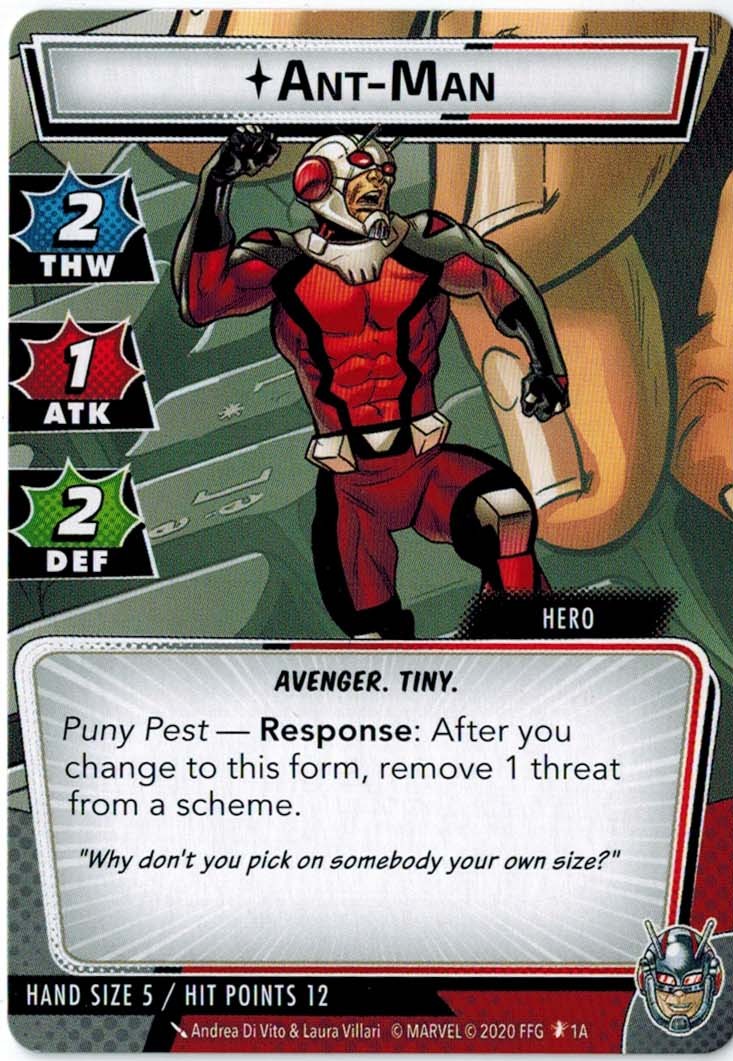 Ant-Man
2
THW
1
ATK
2
DEF
HERO
AVENGER. TINY.
Puny Pest — Response: After you
change to this form, remove 1 threat
from a scheme.
"Why don't you pick on somebody your own size?"
HAND SIZE 5 / HIT POINTS 12
Andrea Di Vito & Laura Villari © MARVEL © 2020 FFG 1A